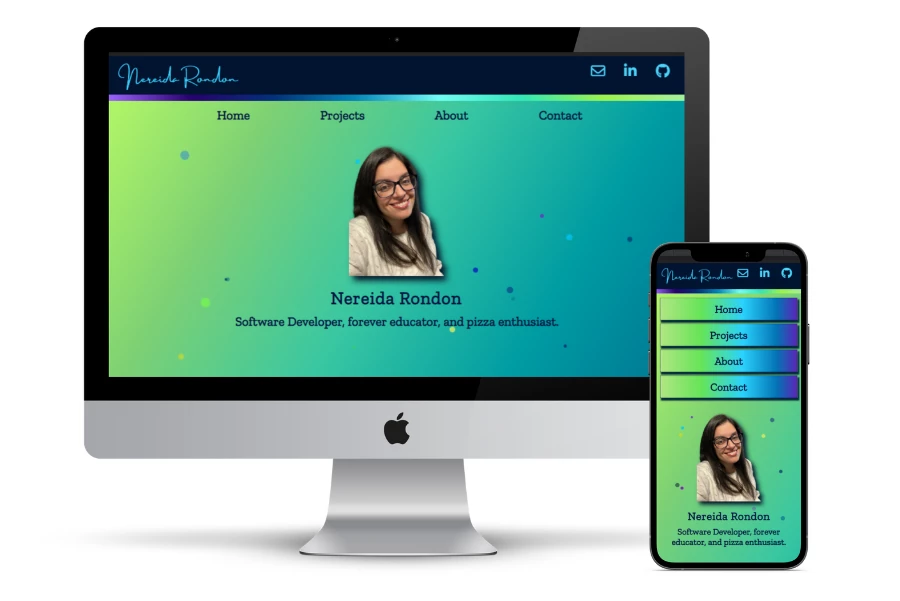 Nereida Rondon
Home Projects About Contact
Nereida Rondon
Software Developer, forever educator, and pizza enthusiast.
Nereida Rondon
Home
Projects
About
Contact
Nereida Rondon
Software Developer, forever
educator, and pizza enthusiast.